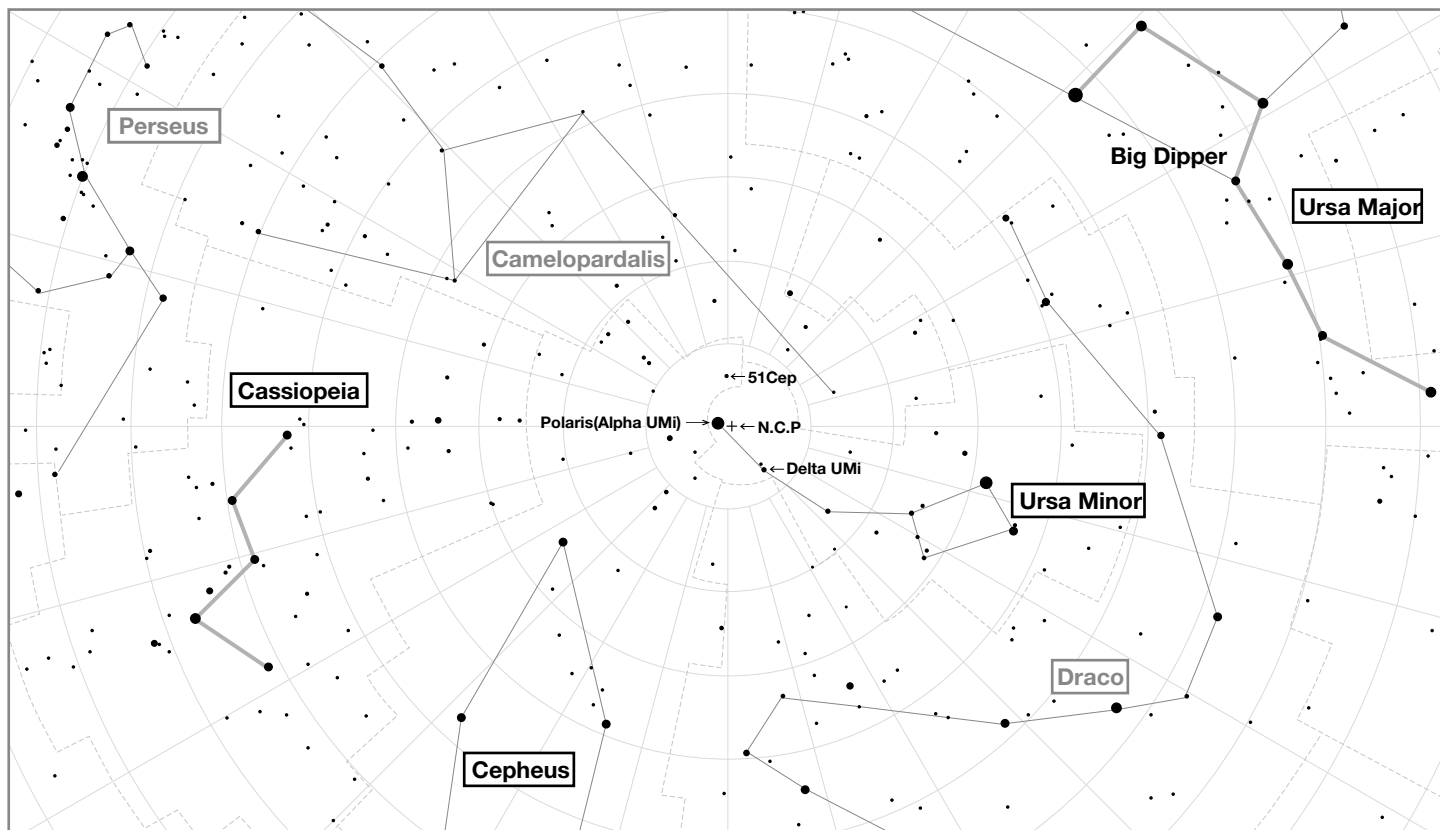 Perseus
Big Dipper
Ursa Major
Camelopardalis
Cassiopeia
51Cep
Polaris(Alpha UMi)
N.C.P
Delta UMi
Ursa Minor
Draco
Cepheus